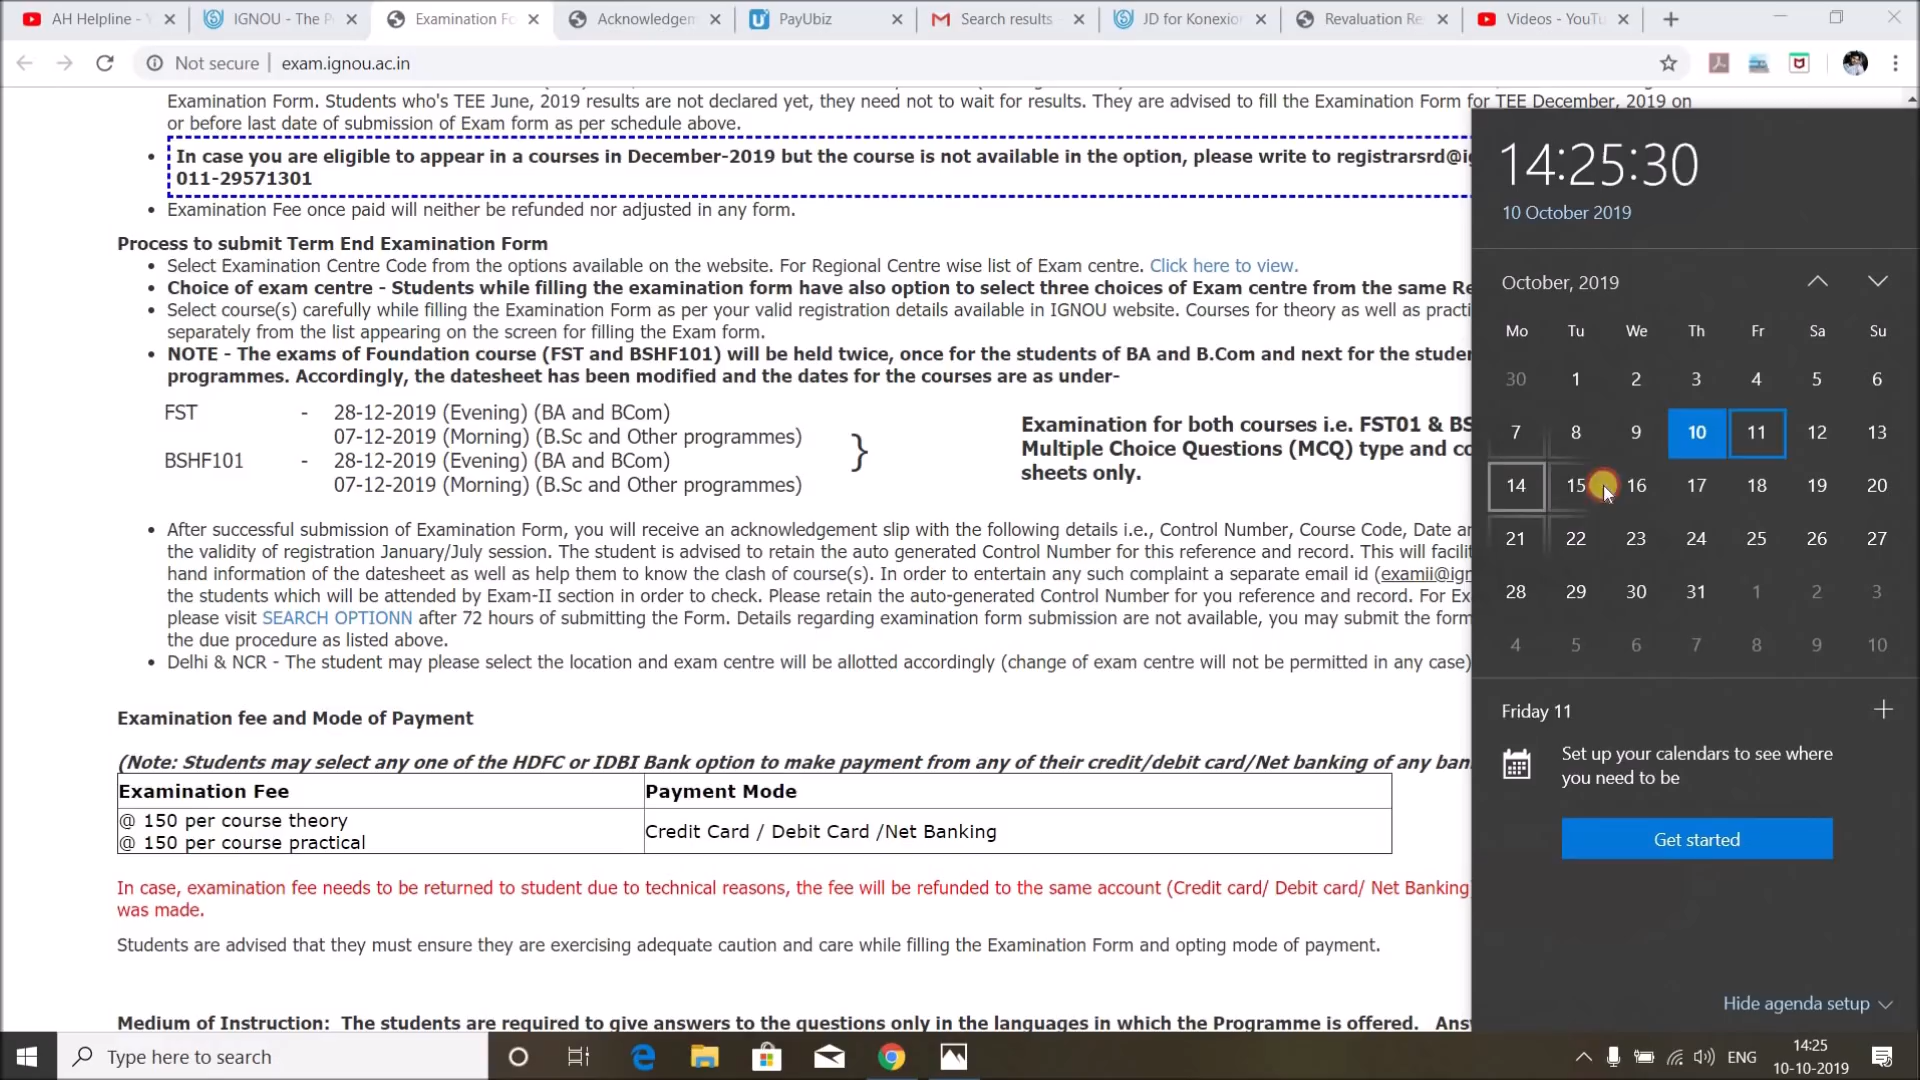 AH Helpline - Y
IGNOU - The P
Examination Fo
Acknowledgem
PayUbiz
Search results
JD for Konexion
Revaluation Re
Videos - YouTu
Not secure
exam.ignou.ac.in
Examination Form. Students who's TEE June, 2019 results are not declared yet, they need not to wait for results. They are advised to fill the Examination Form for TEE December, 2019 on
or before last date of submission of Exam form as per schedule above.
In case you are eligible to appear in a courses in December-2019 but the course is not available in the option, please write to registrarsrd@ig
011-29571301
Examination Fee once paid will neither be refunded nor adjusted in any form.
Process to submit Term End Examination Form
Select Examination Centre Code from the options available on the website. For Regional Centre wise list of Exam centre. Click here to view.
Choice of exam centre - Students while filling the examination form have also option to select three choices of Exam centre from the same Re
Select course(s) carefully while filling the Examination Form as per your valid registration details available in IGNOU website. Courses for theory as well as practi
separately from the list appearing on the screen for filling the Exam form.
NOTE - The exams of Foundation course (FST and BSHF101) will be held twice, once for the students of BA and B.Com and next for the studen
programmes. Accordingly, the datesheet has been modified and the dates for the courses are as under-
FST - 28-12-2019 (Evening) (BA and BCom)
07-12-2019 (Morning) (B.Sc and Other programmes)
BSHF101 - 28-12-2019 (Evening) (BA and BCom)
07-12-2019 (Morning) (B.Sc and Other programmes)
}
Examination for both courses i.e. FST01 & BS
Multiple Choice Questions (MCQ) type and co
sheets only.
After successful submission of Examination Form, you will receive an acknowledgement slip with the following details i.e., Control Number, Course Code, Date an
the validity of registration January/July session. The student is advised to retain the auto generated Control Number for this reference and record. This will facili
hand information of the datesheet as well as help them to know the clash of course(s). In order to entertain any such complaint a separate email id (examii@ign
the students which will be attended by Exam-II section in order to check. Please retain the auto-generated Control Number for you reference and record. For Ex
please visit SEARCH OPTIONN after 72 hours of submitting the Form. Details regarding examination form submission are not available, you may submit the form
the due procedure as listed above.
Delhi & NCR - The student may please select the location and exam centre will be allotted accordingly (change of exam centre will not be permitted in any case)
Examination fee and Mode of Payment
(Note: Students may select any one of the HDFC or IDBI Bank option to make payment from any of their credit/debit card/Net banking of any ban
Examination Fee Payment Mode
@ 150 per course theory
@ 150 per course practical
Credit Card / Debit Card /Net Banking
In case, examination fee needs to be returned to student due to technical reasons, the fee will be refunded to the same account (Credit card/ Debit card/ Net Banking)
was made.
Students are advised that they must ensure they are exercising adequate caution and care while filling the Examination Form and opting mode of payment.
Medium of Instruction: The students are required to give answers to the questions only in the languages in which the Programme is offered. Ans
14:25:30
10 October 2019
October, 2019
Mo Tu We Th Fr Sa Su
30 1 2 3 4 5 6
7 8 9 10 11 12 13
14 15 16 17 18 19 20
21 22 23 24 25 26 27
28 29 30 31 1 2 3
4 5 6 7 8 9 10
Friday 11
Set up your calendars to see where
you need to be
Get started
Hide agenda setup
Type here to search
ENG
14:25
10-10-2019